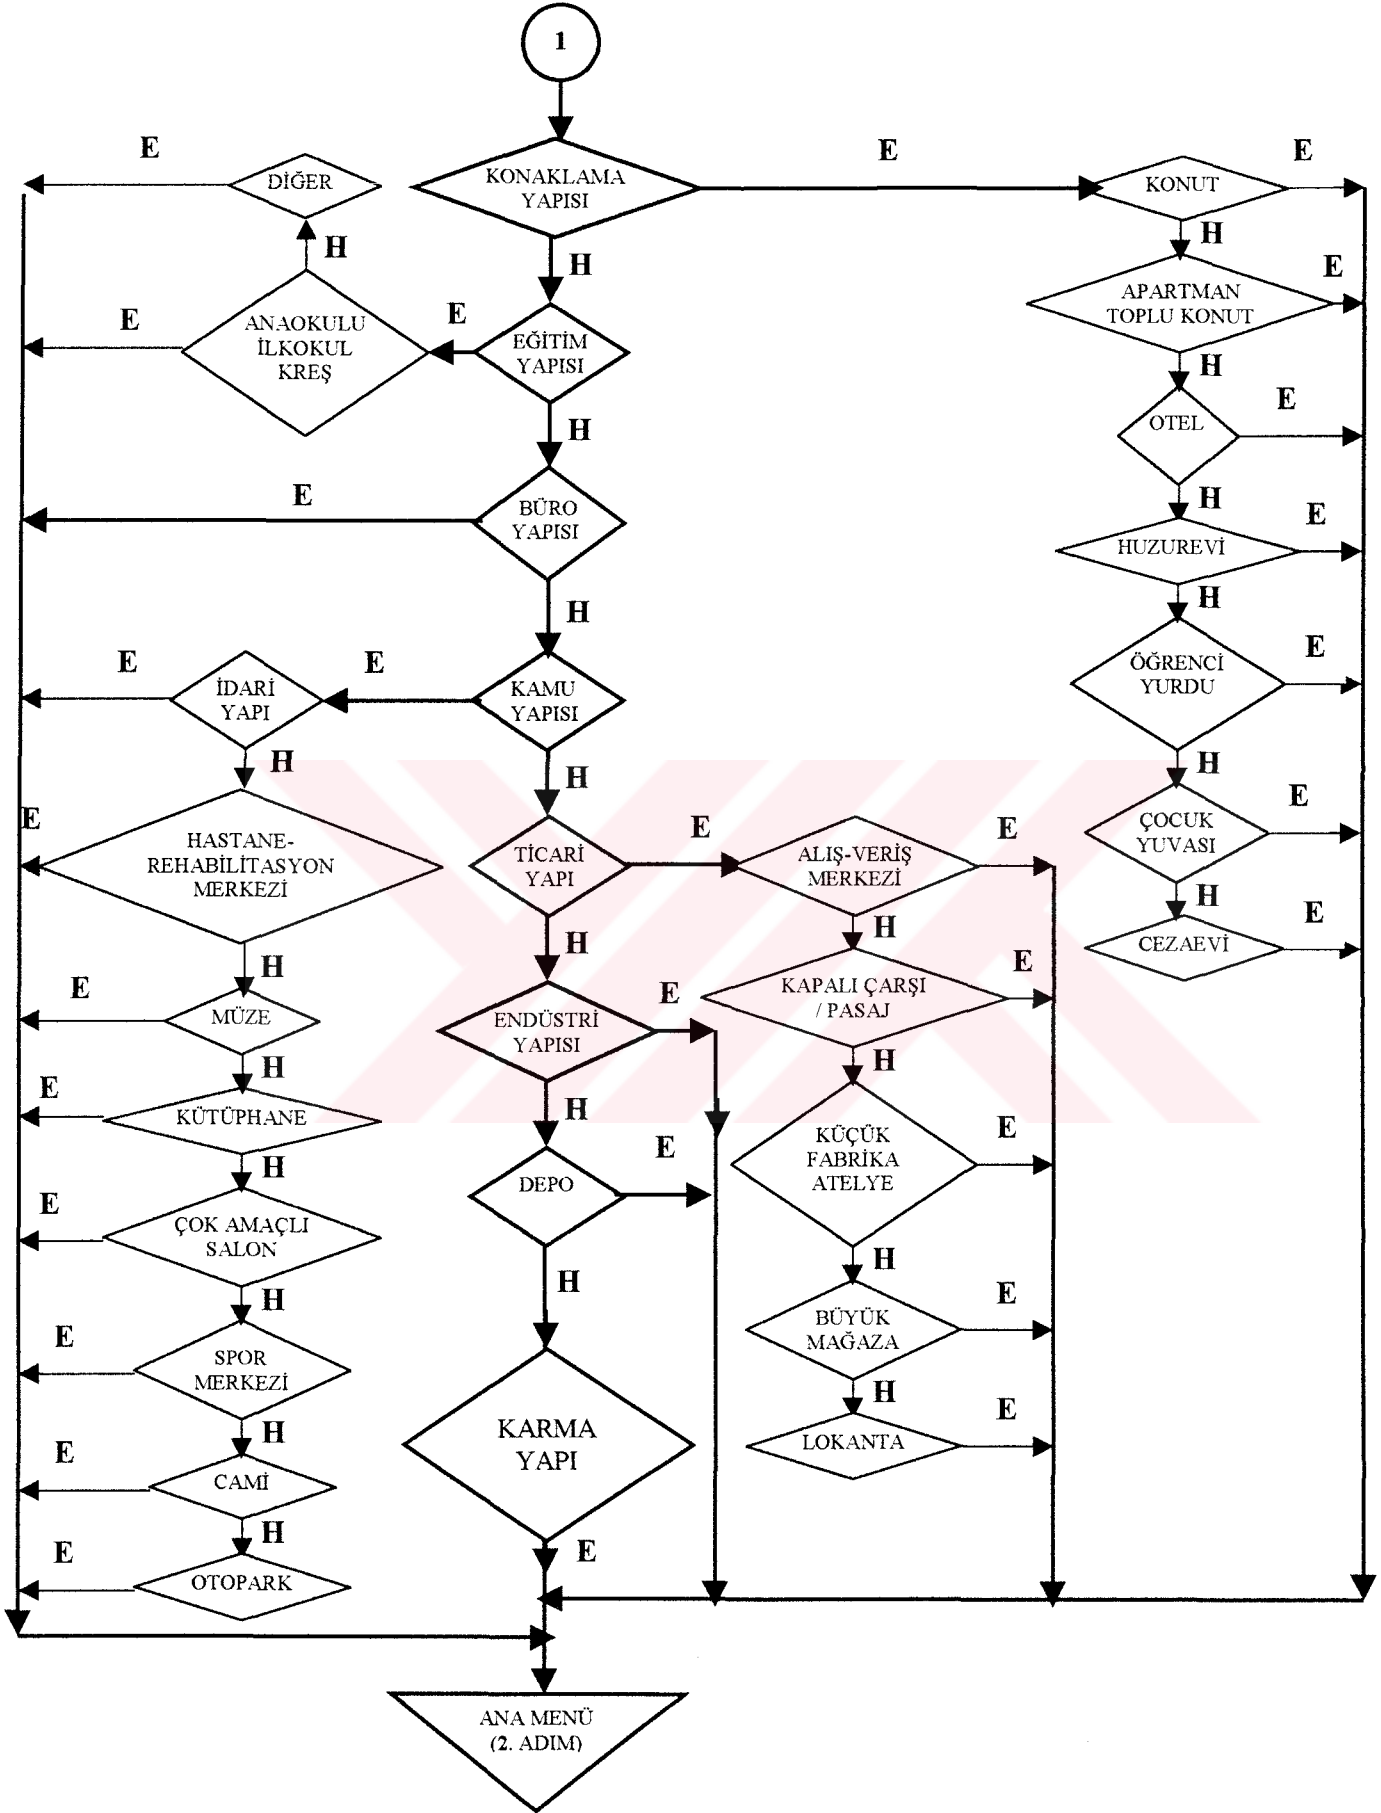 1
E
E
E
DİĞER
KONAKLAMA
YAPISI
KONUT
H
H
H
E
APARTMAN
TOPLU KONUT
E
E
ANAOKULU
İLKOKUL
KREŞ
EĞİTİM
YAPISI
H
H
E
OTEL
E
BÜRO
YAPISI
H
E
HUZUREVİ
H
H
E
E
İDARİ
YAPI
KAMU
YAPISI
E
ÖĞRENCİ
YURDU
H
H
H
E
HASTANE-
REHABİLİTASYON
MERKEZİ
TİCARİ
YAPI
E
ALIŞ-VERİŞ
MERKEZİ
E
E
ÇOCUK
YUVASI
H
H
H
H
E
CEZAEVİ
E
MÜZE
ENDÜSTRİ
YAPISI
E
KAPALI ÇARŞI
/ PASAJ
E
H
H
H
E
KÜTÜPHANE
E
KÜÇÜK
FABRİKA
ATELYE
E
H
DEPO
E
ÇOK AMAÇLI
SALON
H
H
H
E
SPOR
MERKEZİ
BÜYÜK
MAĞAZA
E
H
H
E
CAMİ
KARMA
YAPI
LOKANTA
E
H
E
E
OTOPARK
ANA MENÜ
(2. ADIM)